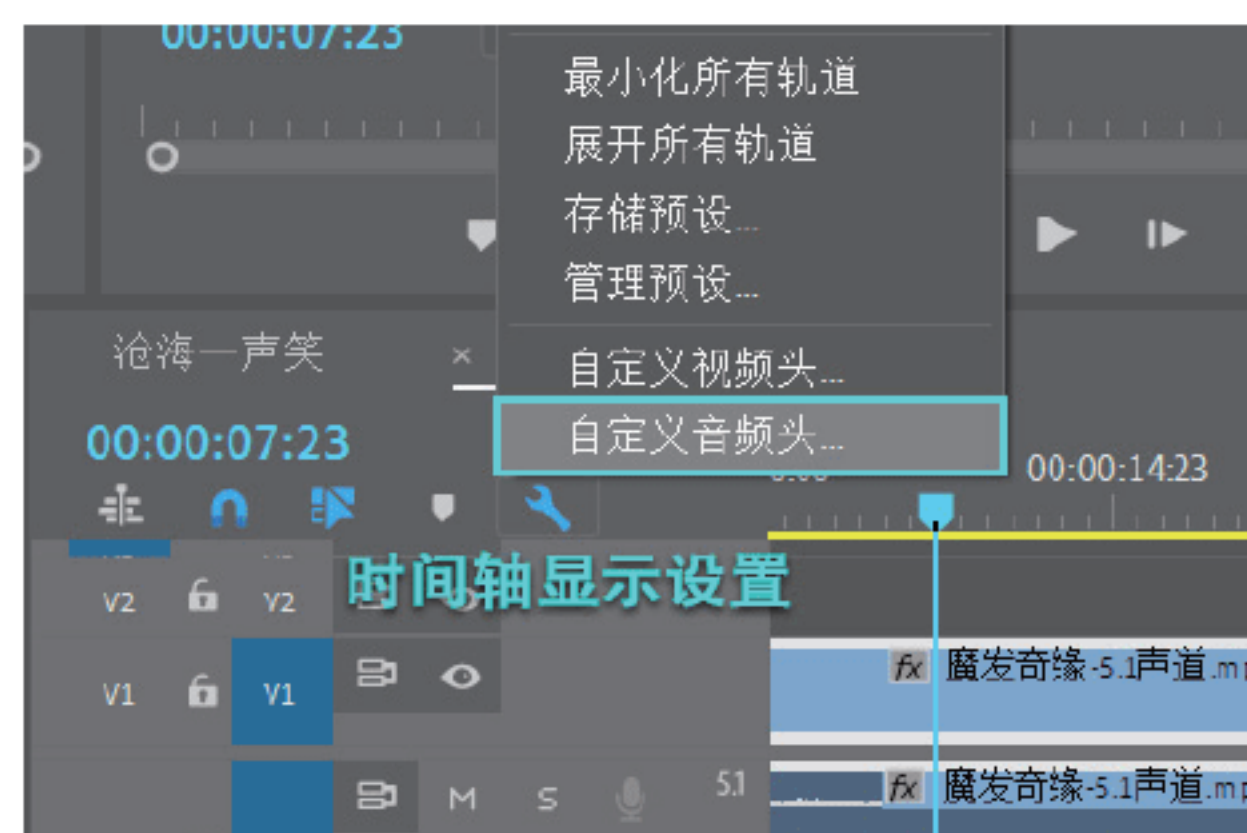 00:00:07:23
最小化所有轨道
展开所有轨道
存储预设...
管理预设...
沧海一声笑
×
自定义视频头...
自定义音频头...
00:00:07:23
00:00:14:23
时间轴显示设置
V2 V2
V1 V1
fx 魔发奇缘-5.1声道.mp
M S 5.1
fx 魔发奇缘-5.1声道.mp